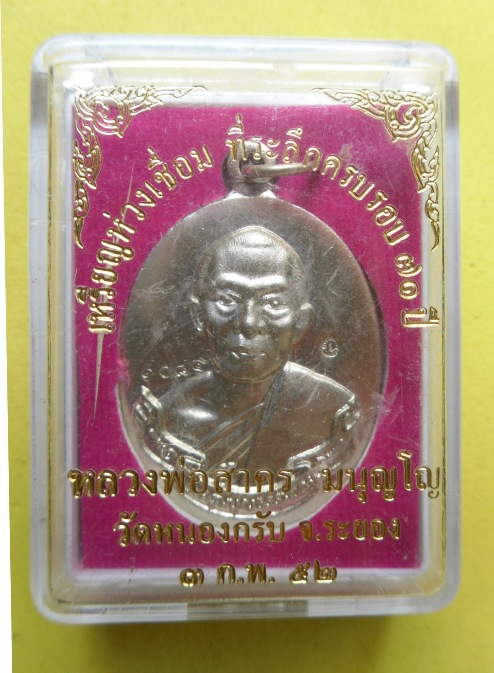 เหรียญห่วงเชื่อม ที่ระลึกครบรอบ ๗๑ ปี
หลวงพ่อสาคร มนุญฺโญ
วัดหนองกรับ จ.ระยอง
๓ ก.พ. ๕๒